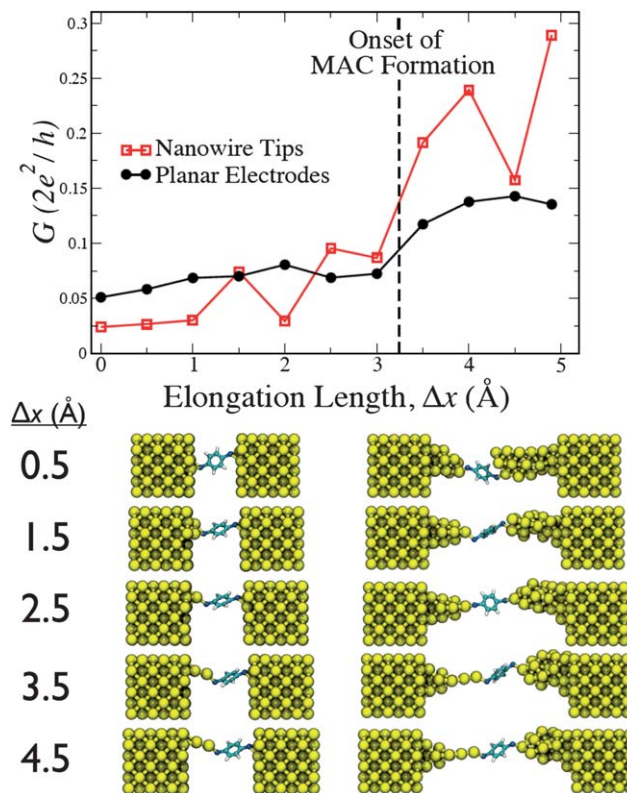 0.3
0.25
0.2
0.15
0.1
0.05
0
G (2e²/h)
Onset of
MAC Formation
Nanowire Tips
Planar Electrodes
0 1 2 3 4 5
Elongation Length, Δx (Å)
Δx (Å)
0.5
1.5
2.5
3.5
4.5